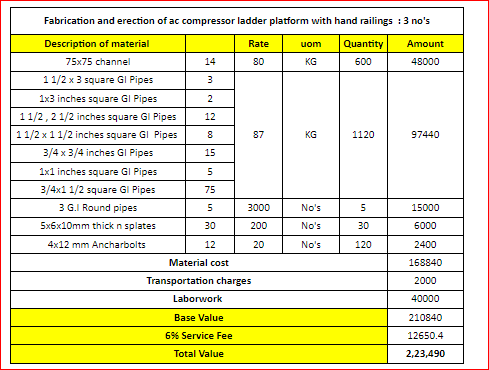 Fabrication and erection of ac compressor ladder platform with hand railings : 3 no's
Description of material Rate uom Quantity Amount
75x75 channel 14 80 KG 600 48000
1 1/2 x 3 square GI Pipes 3
1x3 inches square GI Pipes 2
1 1/2 , 2 1/2 inches square GI Pipes 12
1 1/2 x 1 1/2 inches square GI Pipes 8 87 KG 1120 97440
3/4 x 3/4 inches GI Pipes 15
1x1 inches square GI Pipes 5
3/4x1 1/2 square GI Pipes 75
3 G.I Round pipes 5 3000 No's 5 15000
5x6x10mm thick n splates 30 200 No's 30 6000
4x12 mm Ancharbolts 12 20 No's 120 2400
Material cost 168840
Transportation charges 2000
Laborwork 40000
Base Value 210840
6% Service Fee 12650.4
Total Value 2,23,490